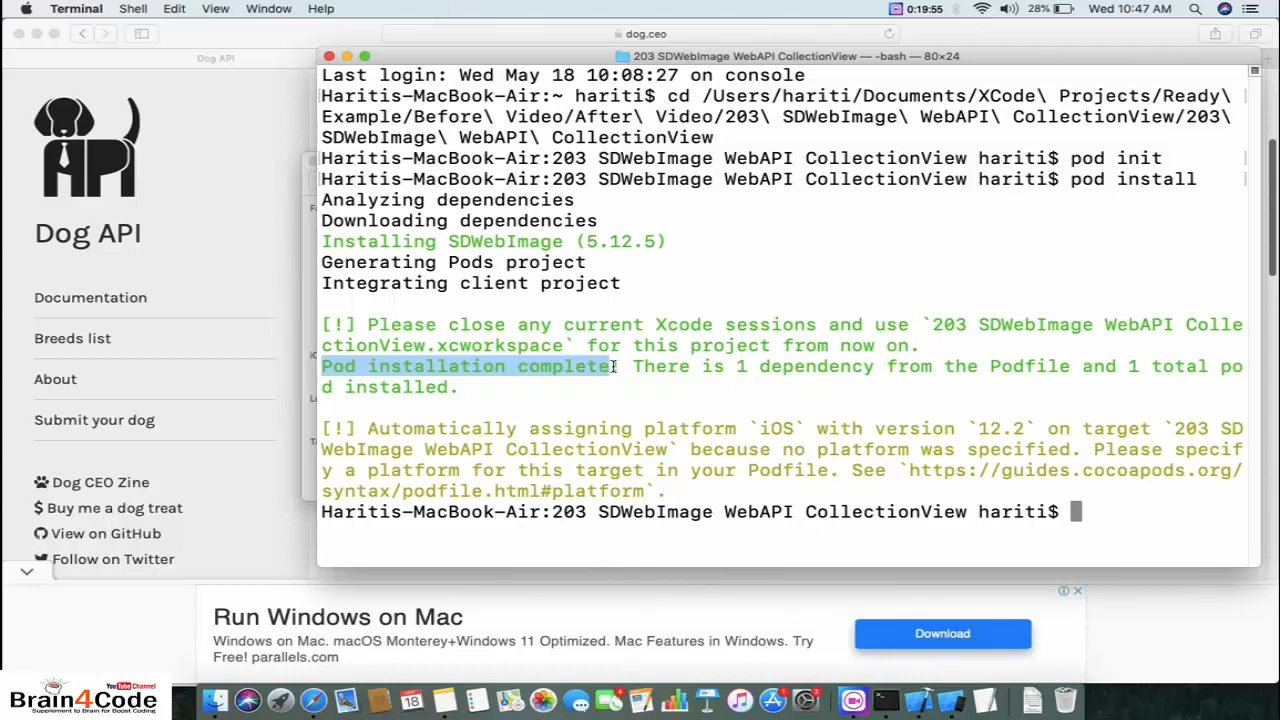 Terminal Shell Edit View Window Help 0:19:55 28% Wed 10:47 AM
dog.ceo
Dog API
203 SDWebImage WebAPI CollectionView — -bash — 80×24
Last login: Wed May 18 10:08:27 on console
Haritis-MacBook-Air:~ hariti$ cd /Users/hariti/Documents/XCode\ Projects/Ready\
Example/Before\ Video/After\ Video/203\ SDWebImage\ WebAPI\ CollectionView/203\
SDWebImage\ WebAPI\ CollectionView
Haritis-MacBook-Air:203 SDWebImage WebAPI CollectionView hariti$ pod init
Haritis-MacBook-Air:203 SDWebImage WebAPI CollectionView hariti$ pod install
Analyzing dependencies
Downloading dependencies
Installing SDWebImage (5.12.5)
Generating Pods project
Integrating client project
[!] Please close any current Xcode sessions and use `203 SDWebImage WebAPI Colle
ctionView.xcworkspace` for this project from now on.
Pod installation complete There is 1 dependency from the Podfile and 1 total po
d installed.
[!] Automatically assigning platform `iOS` with version `12.2` on target `203 SD
WebImage WebAPI CollectionView` because no platform was specified. Please specif
y a platform for this target in your Podfile. See `https://guides.cocoapods.org/
syntax/podfile.html#platform`.
Haritis-MacBook-Air:203 SDWebImage WebAPI CollectionView hariti$
API
Dog API
Documentation
Breeds list
About
Submit your dog
Dog CEO Zine
$ Buy me a dog treat
View on GitHub
Follow on Twitter
Run Windows on Mac
Windows on Mac. macOS Monterey+Windows 11 Optimized. Mac Features in Windows. Try
Free! parallels.com
Download
YouTube Channel
Brain4Code
Supplement to Brain for Boost Coding
18
4
2